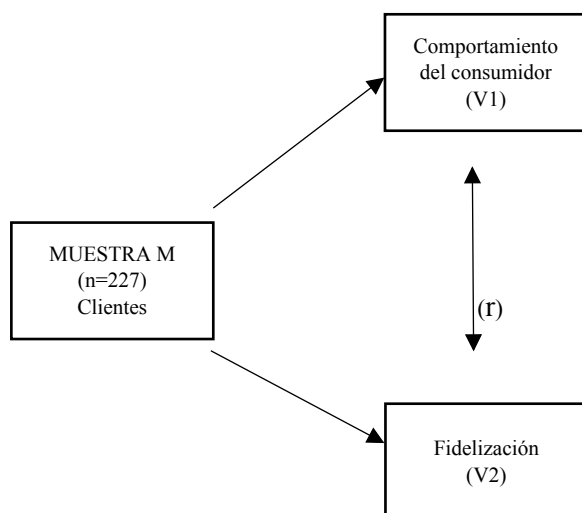 Comportamiento
del consumidor
(V1)
MUESTRA M
(n=227)
Clientes
(r)
Fidelización
(V2)